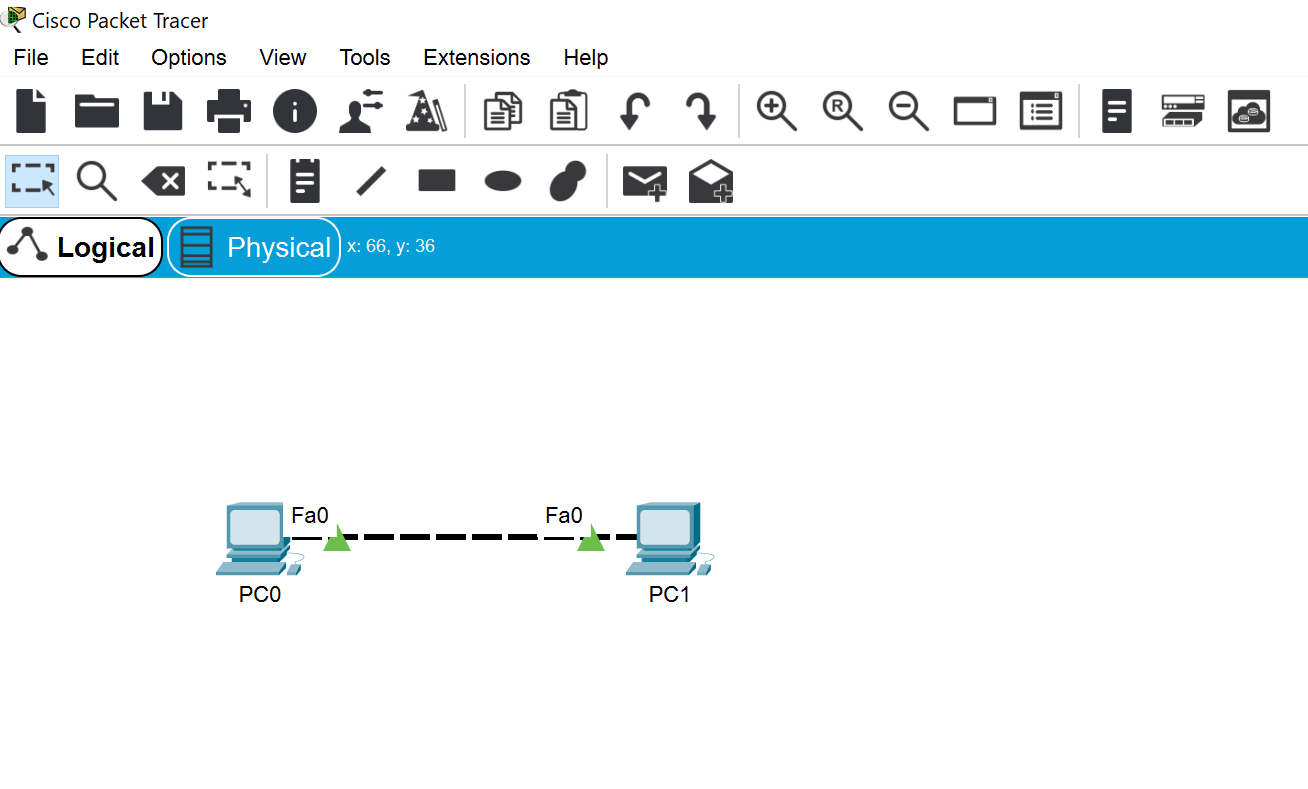 Cisco Packet Tracer
File Edit Options View Tools Extensions Help
R
Logical Physical x: 66, y: 36
Fa0 Fa0
PC0 PC1